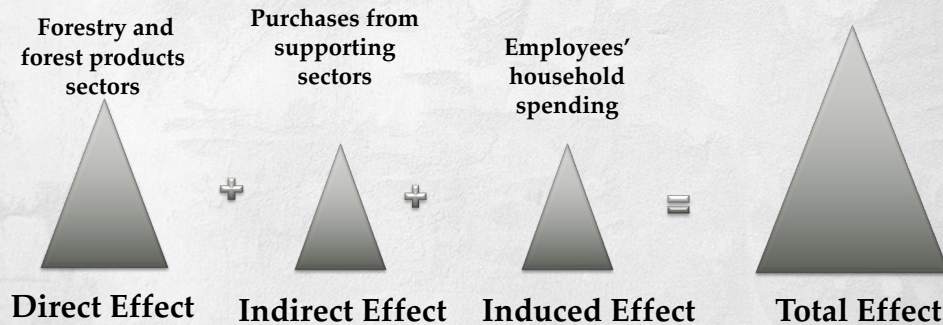 Forestry and
forest products
sectors
Purchases from
supporting
sectors
Employees’
household
spending
+
+
=
Direct Effect
Indirect Effect
Induced Effect
Total Effect